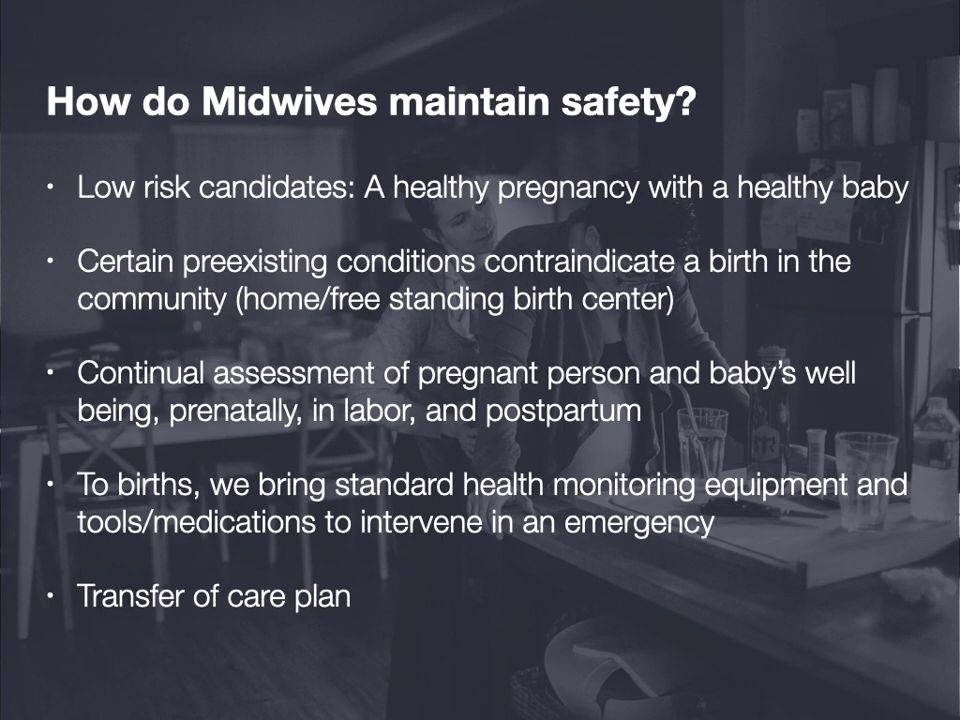 How do Midwives maintain safety?
• Low risk candidates: A healthy pregnancy with a healthy baby
• Certain preexisting conditions contraindicate a birth in the
community (home/free standing birth center)
• Continual assessment of pregnant person and baby’s well
being, prenatally, in labor, and postpartum
• To births, we bring standard health monitoring equipment and
tools/medications to intervene in an emergency
• Transfer of care plan